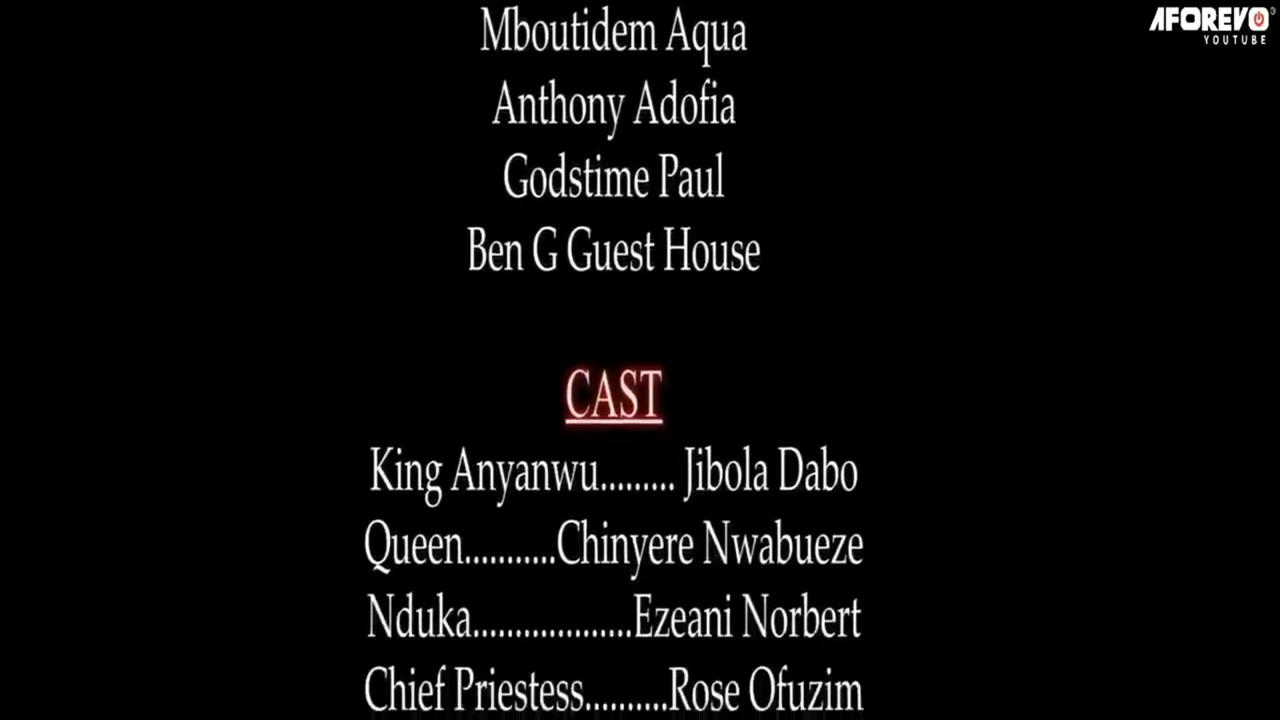 AFOREVO
YOUTUBE
Mboutidem Aqua
Anthony Adofia
Godstime Paul
Ben G Guest House
CAST
King Anyanwu......... Jibola Dabo
Queen...........Chinyere Nwabueze
Nduka...................Ezeani Norbert
Chief Priestess..........Rose Ofuzim